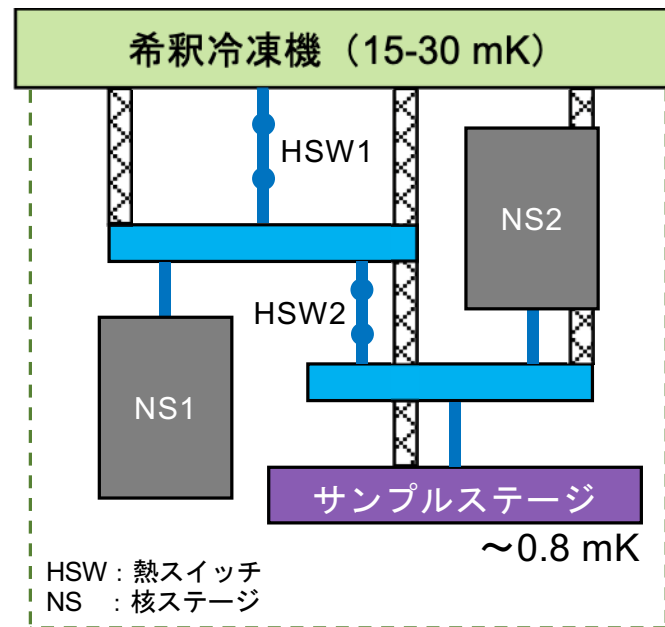 希釈冷凍機（15-30 mK）
HSW1
NS2
HSW2
NS1
サンプルステージ
～0.8 mK
HSW：熱スイッチ
NS ：核ステージ